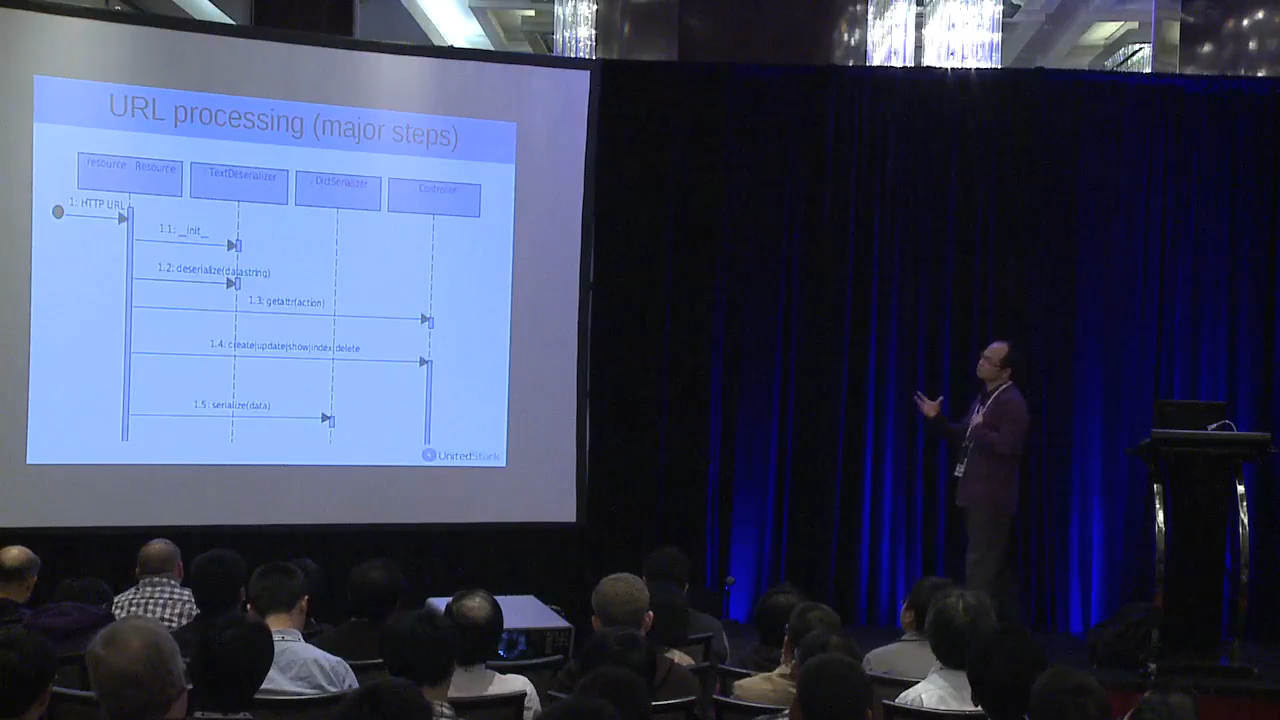 URL processing (major steps)
resource : Resource
: TextDeserializer
: DictSerializer
: Controller
1: HTTP URL
1.1: __init__
1.2: deserialize(datastring)
1.3: getattr(action)
1.4: create|update|show|index|delete
1.5: serialize(data)
UnitedStack